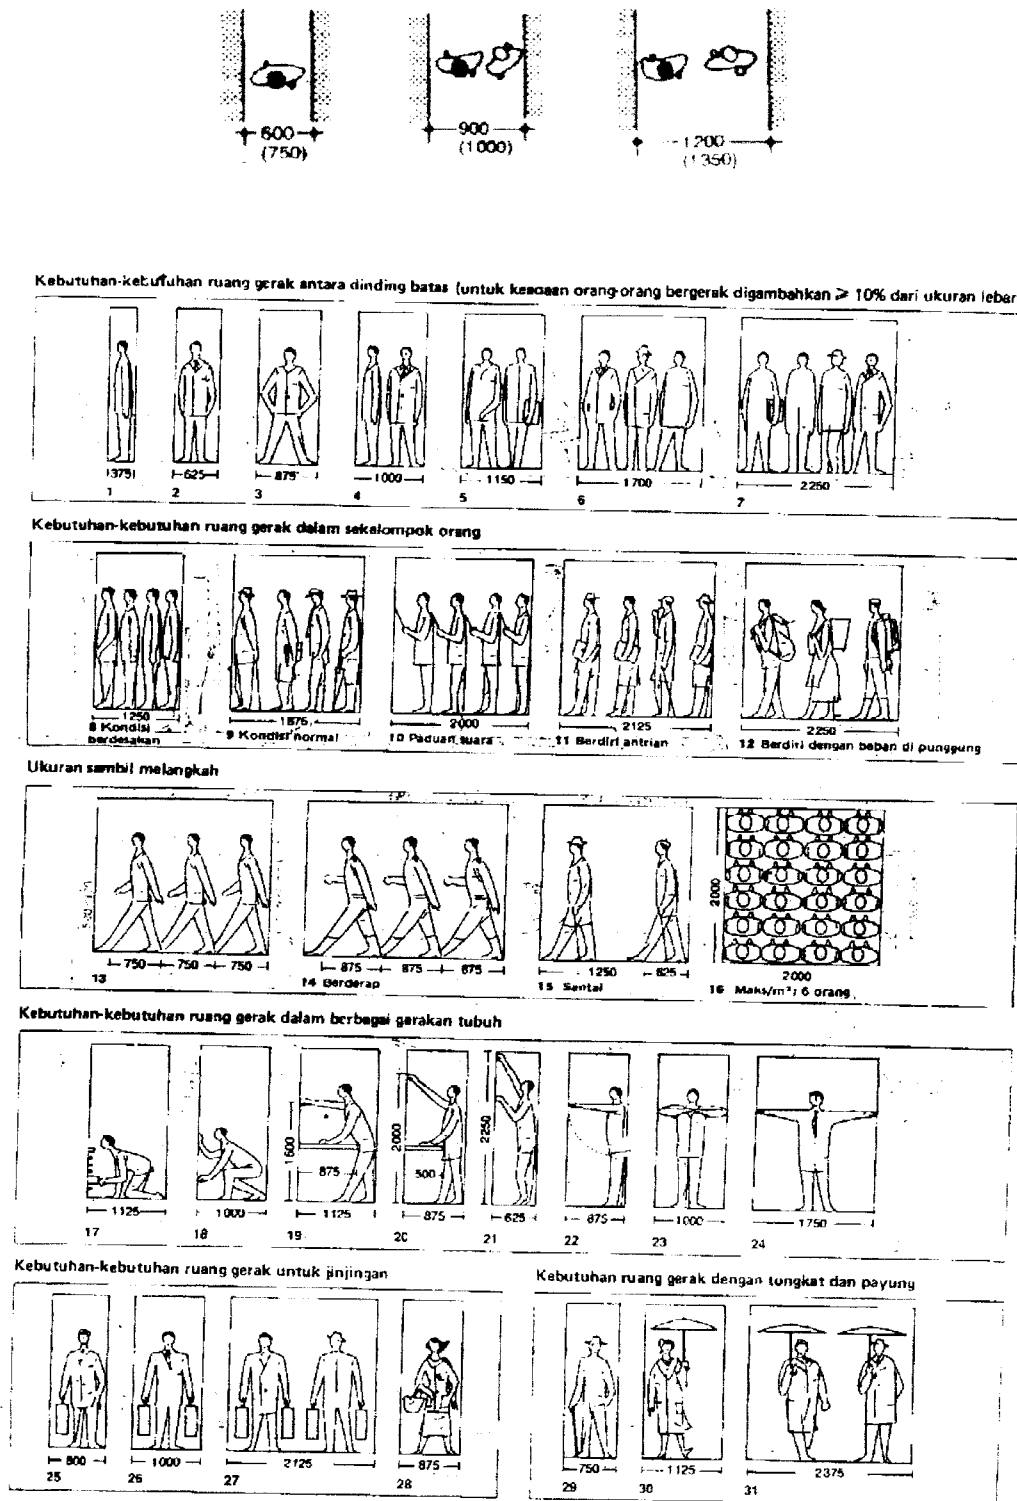 600 900 1200
(750) (1000) (1350)
Kebutuhan-kebutuhan ruang gerak antara dinding batas (untuk keadaan orang-orang bergerak digambahkan ⩾ 10% dari ukuran lebar
375 625 875 1000 1150 1700 2250
1 2 3 4 5 6 7
Kebutuhan-kebutuhan ruang gerak dalam sekelompok orang
1250 1875 2000 2125 2250
8 Kondisi berdesakan
9 Kondisi normal
10 Paduan suara
11 Berdiri antrian
12 Berdiri dengan beban di punggung
Ukuran sambil melangkah
2000
750 750 750 875 875 875 1250 625 2000
13
14 Berderap
15 Santai
16 Maks/m²: 6 orang
Kebutuhan-kebutuhan ruang gerak dalam berbagai gerakan tubuh
1600 2000 2250
875 500
1125 1000 1125 875 625 875 1000 1750
17 18 19 20 21 22 23 24
Kebutuhan-kebutuhan ruang gerak untuk jinjingan
800 1000 2125 875
25 26 27 28
Kebutuhan ruang gerak dengan tongkat dan payung
750 1125 2375
29 30 31